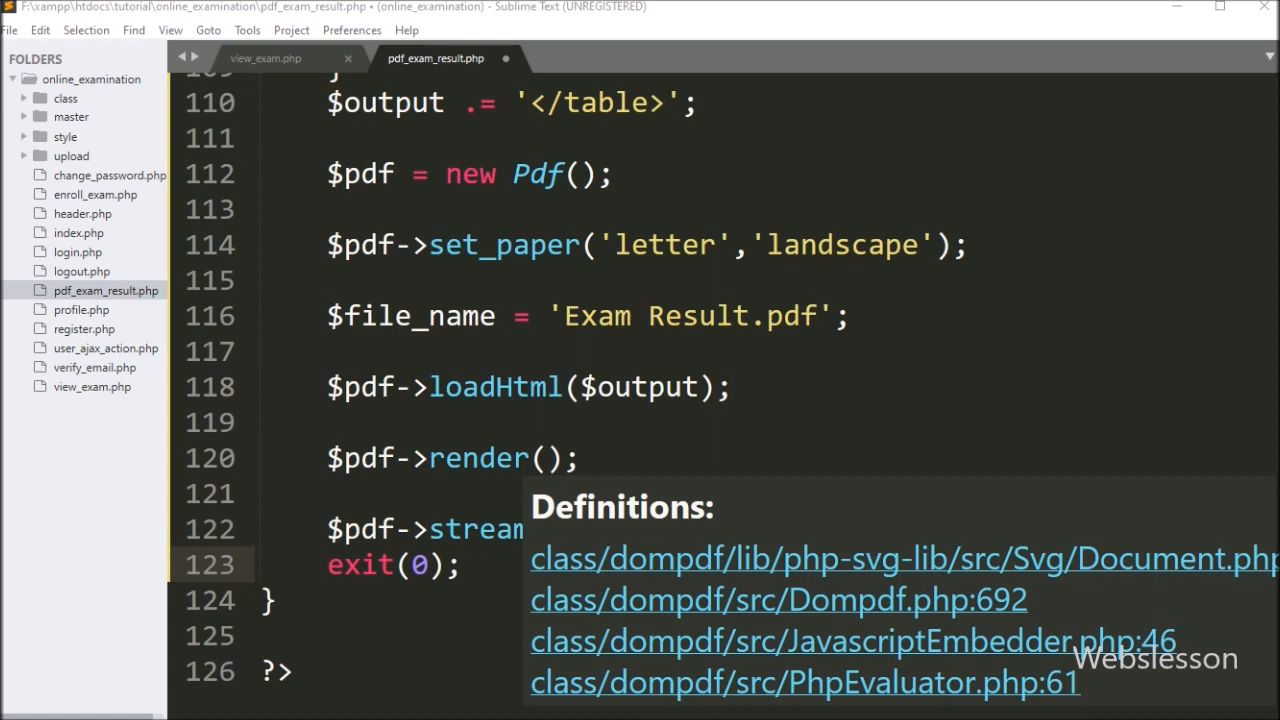 F:\xampp\htdocs\tutorial\online_examination\pdf_exam_result.php • (online_examination) - Sublime Text (UNREGISTERED)
File Edit Selection Find View Goto Tools Project Preferences Help
FOLDERS
online_examination
class
master
style
upload
change_password.php
enroll_exam.php
header.php
index.php
login.php
logout.php
pdf_exam_result.php
profile.php
register.php
user_ajax_action.php
verify_email.php
view_exam.php
view_exam.php × pdf_exam_result.php
109 }
110 $output .= '</table>';
111
112 $pdf = new Pdf();
113
114 $pdf->set_paper('letter','landscape');
115
116 $file_name = 'Exam Result.pdf';
117
118 $pdf->loadHtml($output);
119
120 $pdf->render();
121
122 $pdf->stream
123 exit(0);
124 }
125
126 ?>
Definitions:
class/dompdf/lib/php-svg-lib/src/Svg/Document.php
class/dompdf/src/Dompdf.php:692
class/dompdf/src/JavascriptEmbedder.php:46
class/dompdf/src/PhpEvaluator.php:61
Webslesson